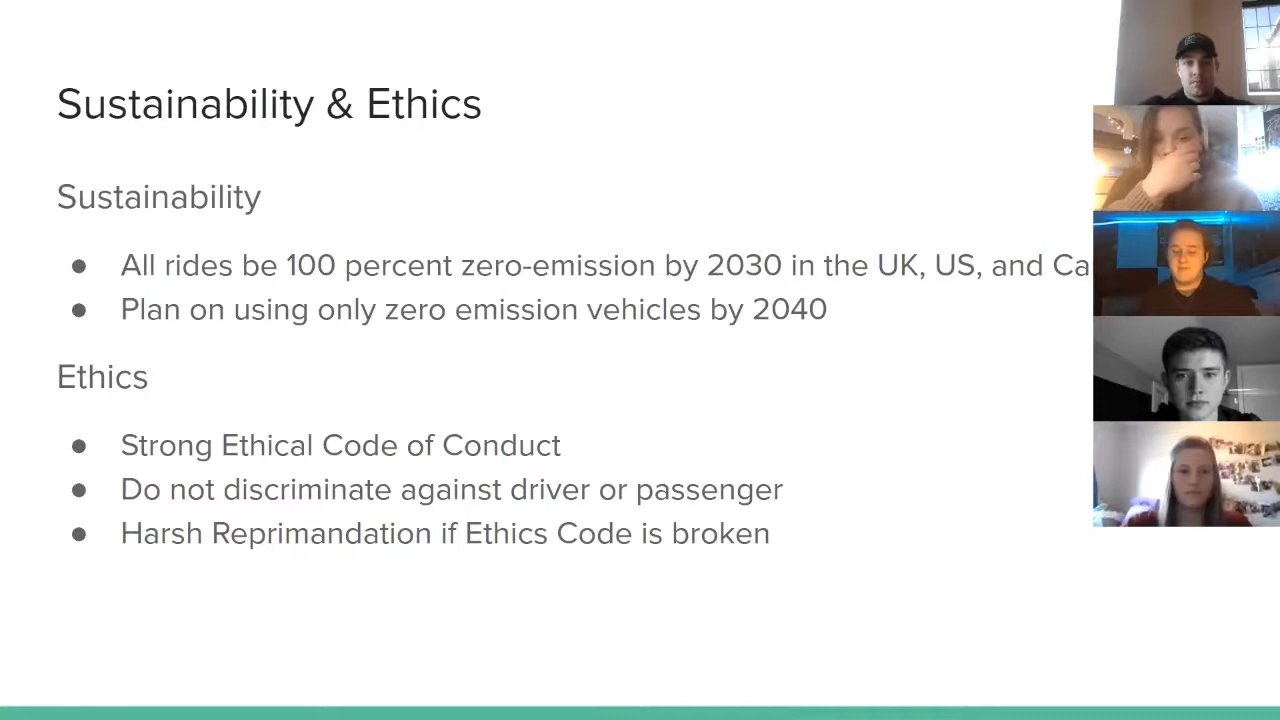 Sustainability & Ethics
Sustainability
● All rides be 100 percent zero-emission by 2030 in the UK, US, and Ca
● Plan on using only zero emission vehicles by 2040
Ethics
● Strong Ethical Code of Conduct
● Do not discriminate against driver or passenger
● Harsh Reprimandation if Ethics Code is broken